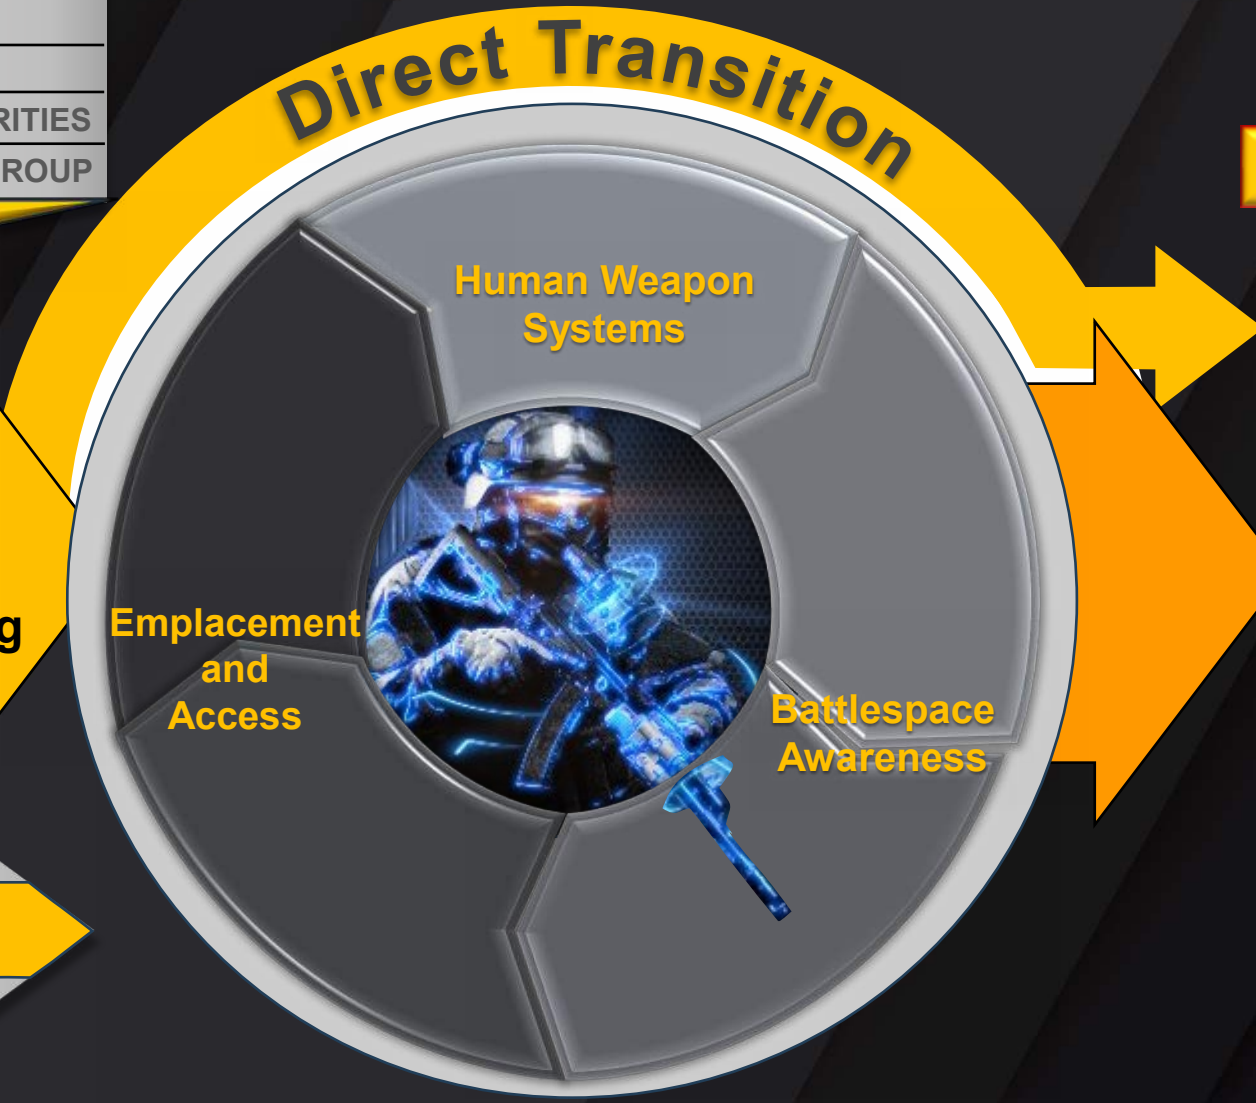 Direct Transition
RITIES
ROUP
Human Weapon
Systems
g
Emplacement
and
Access
Battlespace
Awareness